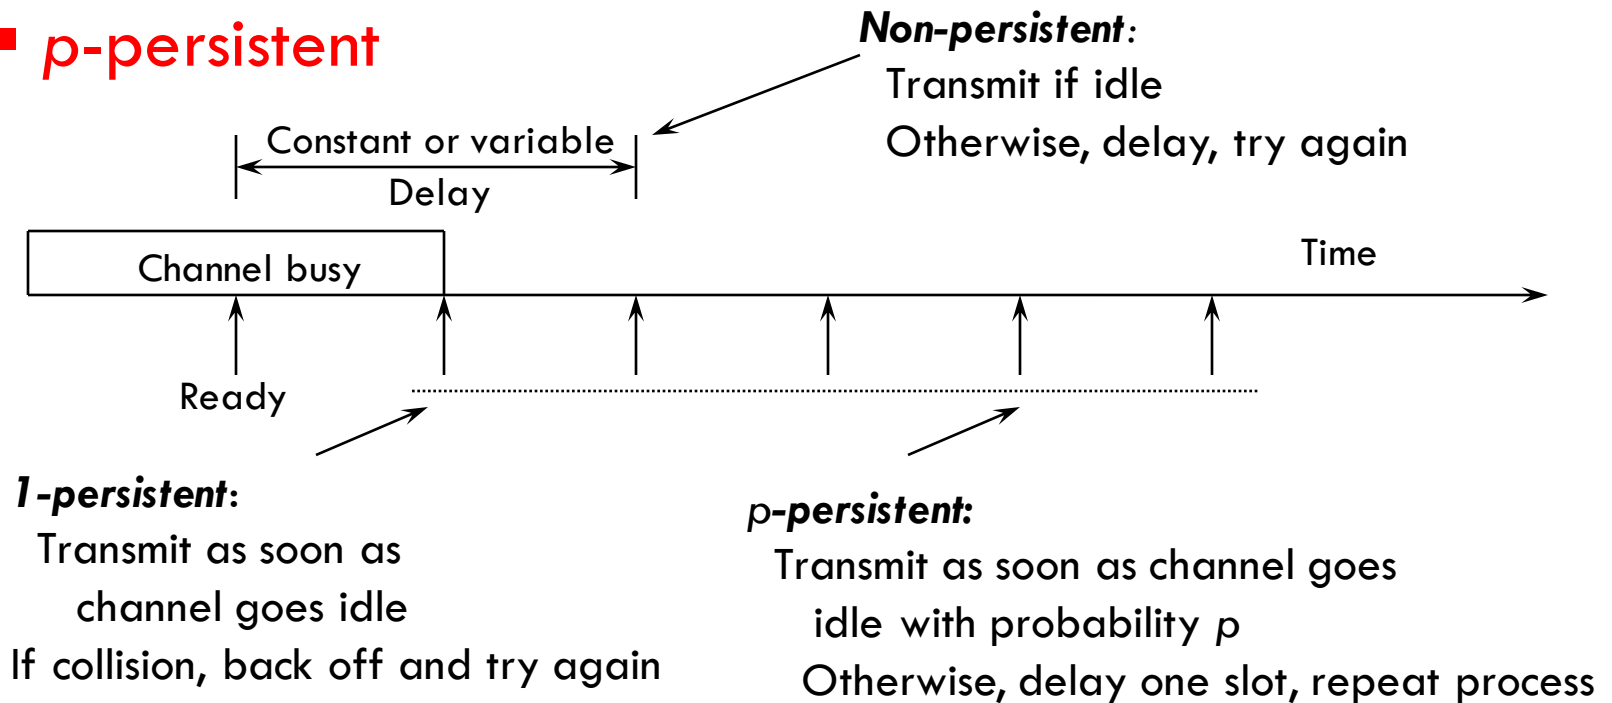 p-persistent
Non-persistent:
Transmit if idle
Otherwise, delay, try again
Constant or variable
Delay
Channel busy
Time
Ready
1-persistent:
Transmit as soon as
channel goes idle
If collision, back off and try again
p-persistent:
Transmit as soon as channel goes
idle with probability p
Otherwise, delay one slot, repeat process